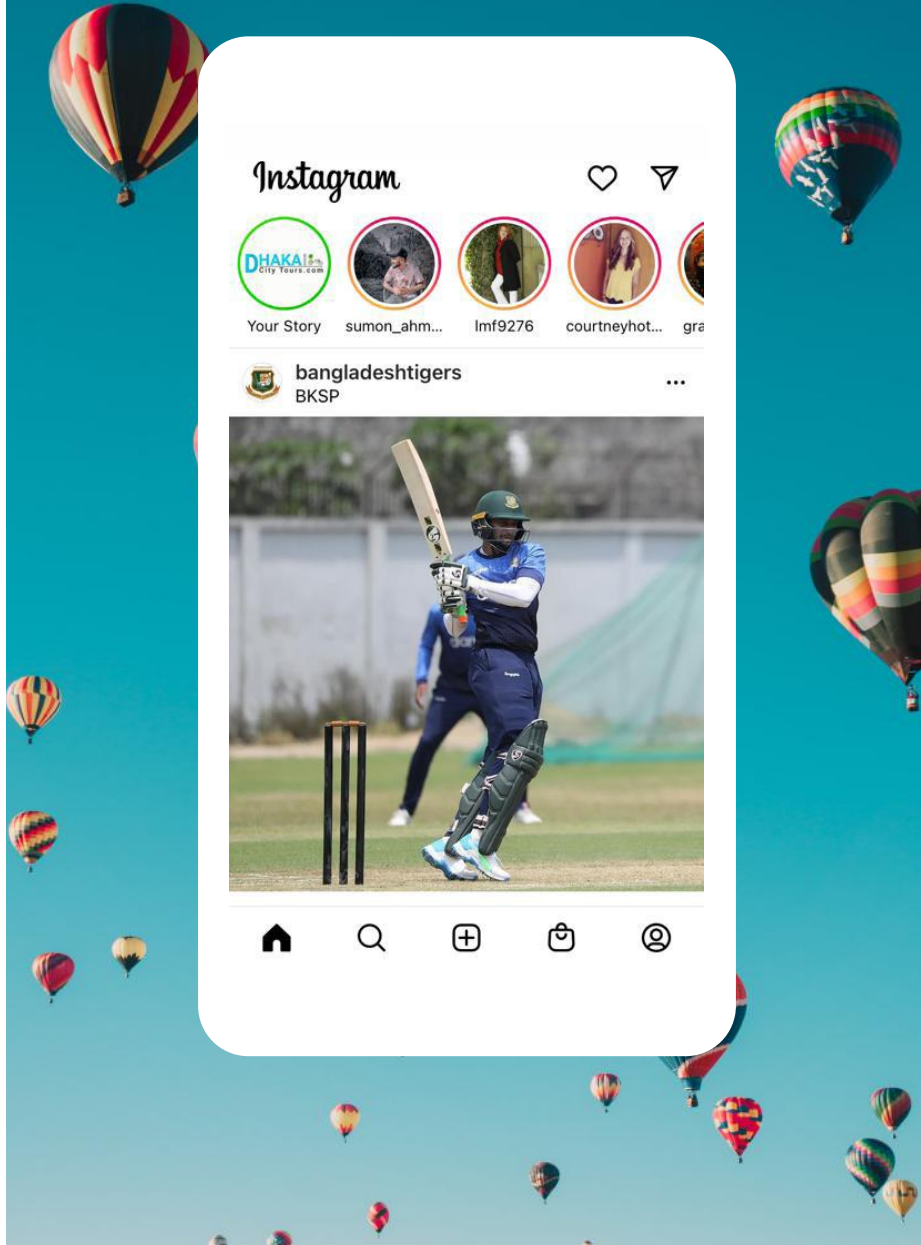 Instagram
DHAKA
City Tours.com
Your Story
sumon_ahm...
lmf9276
courtneyhot...
gra
bangladeshtigers
BKSP